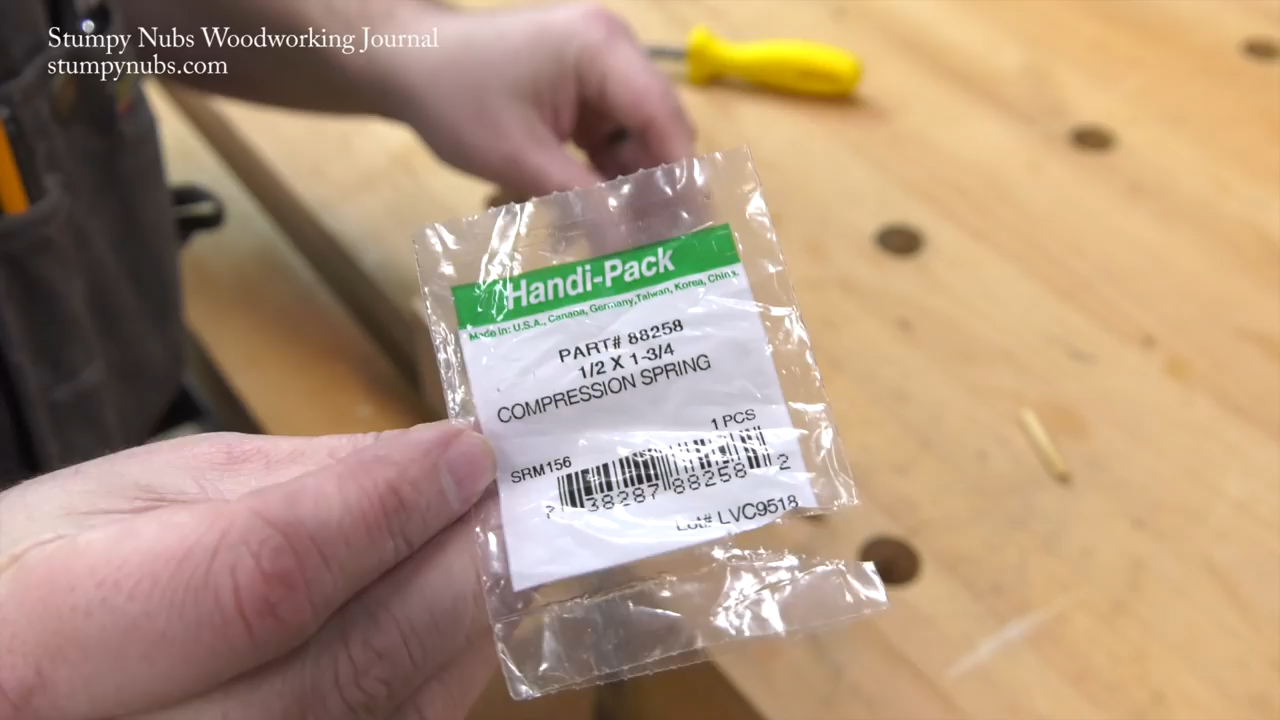 Stumpy Nubs Woodworking Journal
stumpynubs.com
Handi-Pack
Made In: U.S.A., Canada, Germany,Taiwan, Korea, China.
PART# 88258
1/2 X 1-3/4
COMPRESSION SPRING
1 PCS
SRM156
7 38287 88258 2
Lot# LVC9518